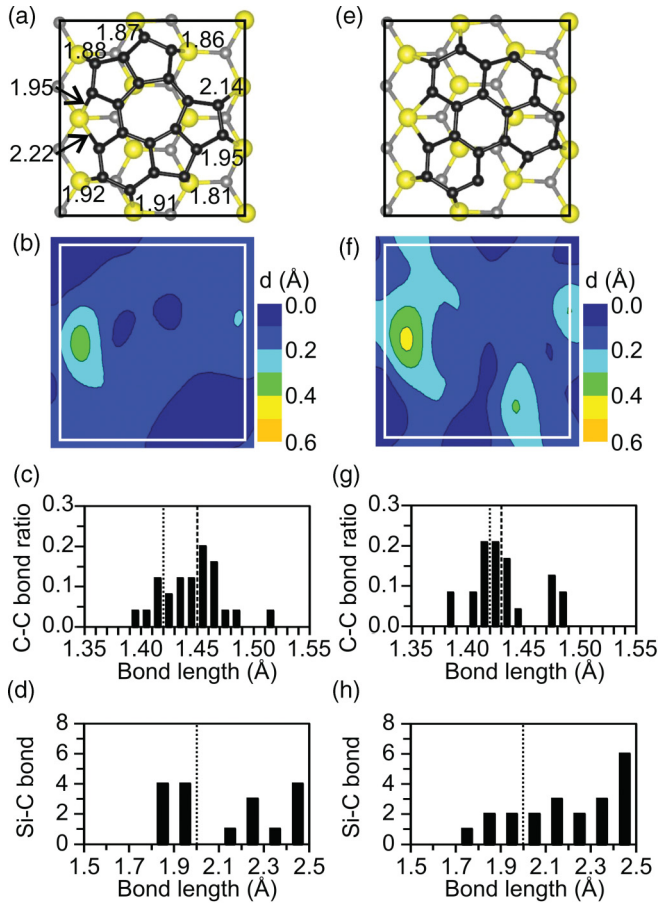 (a)
1.87
1.86
1.88
1.95
2.14
2.22
1.95
1.92
1.91
1.81
(e)
(b)
d (Å)
0.0
0.2
0.4
0.6
(f)
d (Å)
0.0
0.2
0.4
0.6
(c)
C-C bond ratio
0.3
0.2
0.1
0.0
1.35 1.40 1.45 1.55
Bond length (Å)
(g)
C-C bond ratio
0.3
0.2
0.1
0.0
1.35 1.40 1.45 1.55
Bond length (Å)
(d)
Si-C bond
8
6
4
2
0
1.5 1.7 1.9 2.1 2.3 2.5
Bond length (Å)
(h)
Si-C bond
8
6
4
2
0
1.5 1.7 1.9 2.1 2.3 2.5
Bond length (Å)